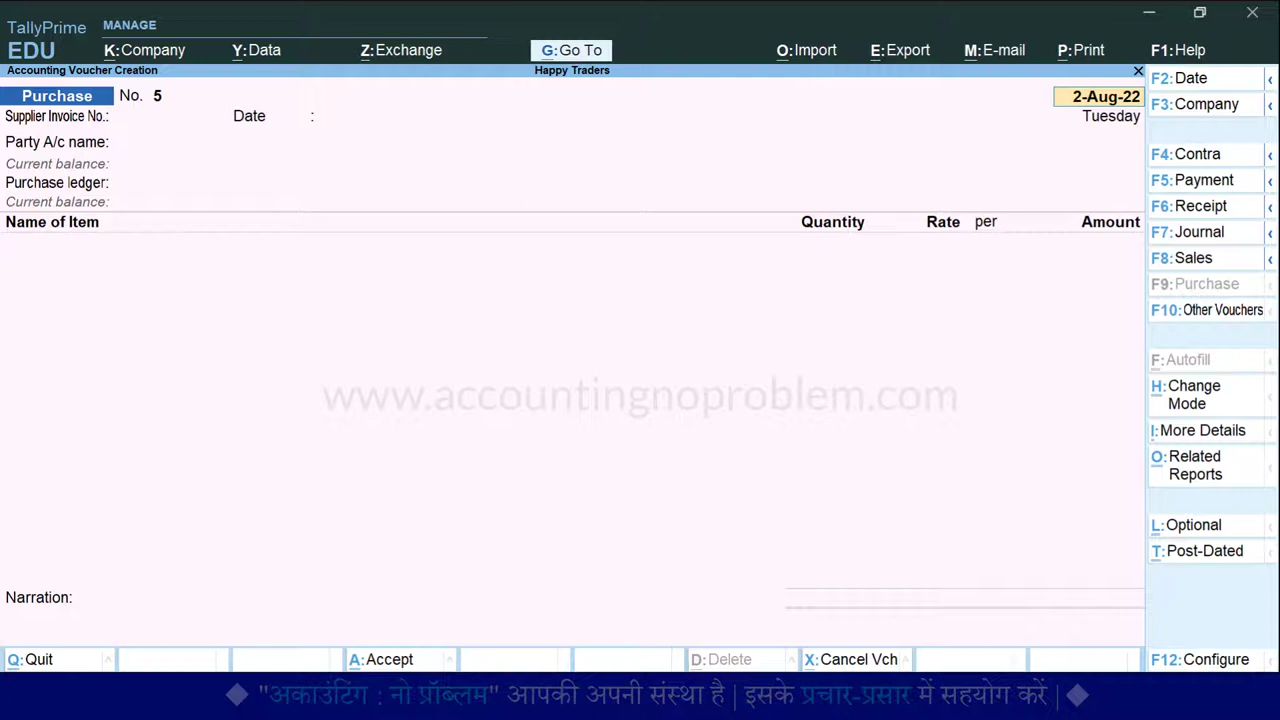 TallyPrime
EDU
MANAGE
K:Company Y:Data Z:Exchange G:Go To O:Import E:Export M:E-mail P:Print F1:Help
Accounting Voucher Creation Happy Traders
Purchase No. 5 2-Aug-22
Supplier Invoice No.: Date : Tuesday
Party A/c name:
Current balance:
Purchase ledger:
Current balance:
Name of Item Quantity Rate per Amount
www.accountingnoproblem.com
Narration:
F2:Date
F3:Company
F4:Contra
F5:Payment
F6:Receipt
F7:Journal
F8:Sales
F9:Purchase
F10:Other Vouchers
F:Autofill
H:Change
Mode
I:More Details
O:Related
Reports
L:Optional
T:Post-Dated
Q:Quit A:Accept D:Delete X:Cancel Vch F12:Configure
"अकाउंटिंग : नो प्रॉब्लम" आपकी अपनी संस्था है | इसके प्रचार-प्रसार में सहयोग करें |